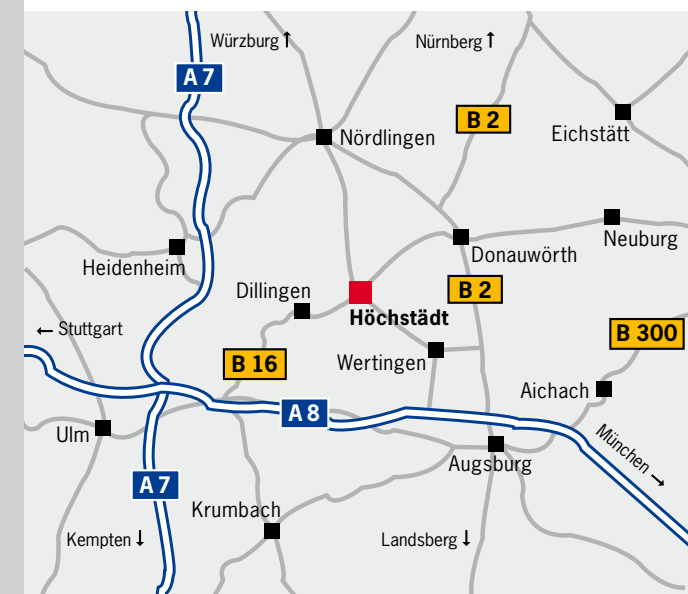 Würzburg ↑
Nürnberg ↑
A 7
B 2
Nördlingen
Eichstätt
Heidenheim
Donauwörth
Neuburg
Dillingen
B 2
Höchstädt
← Stuttgart
B 300
B 16
Wertingen
Aichach
A 8
Ulm
Augsburg
München →
A 7
Krumbach
Kempten ↓
Landsberg ↓